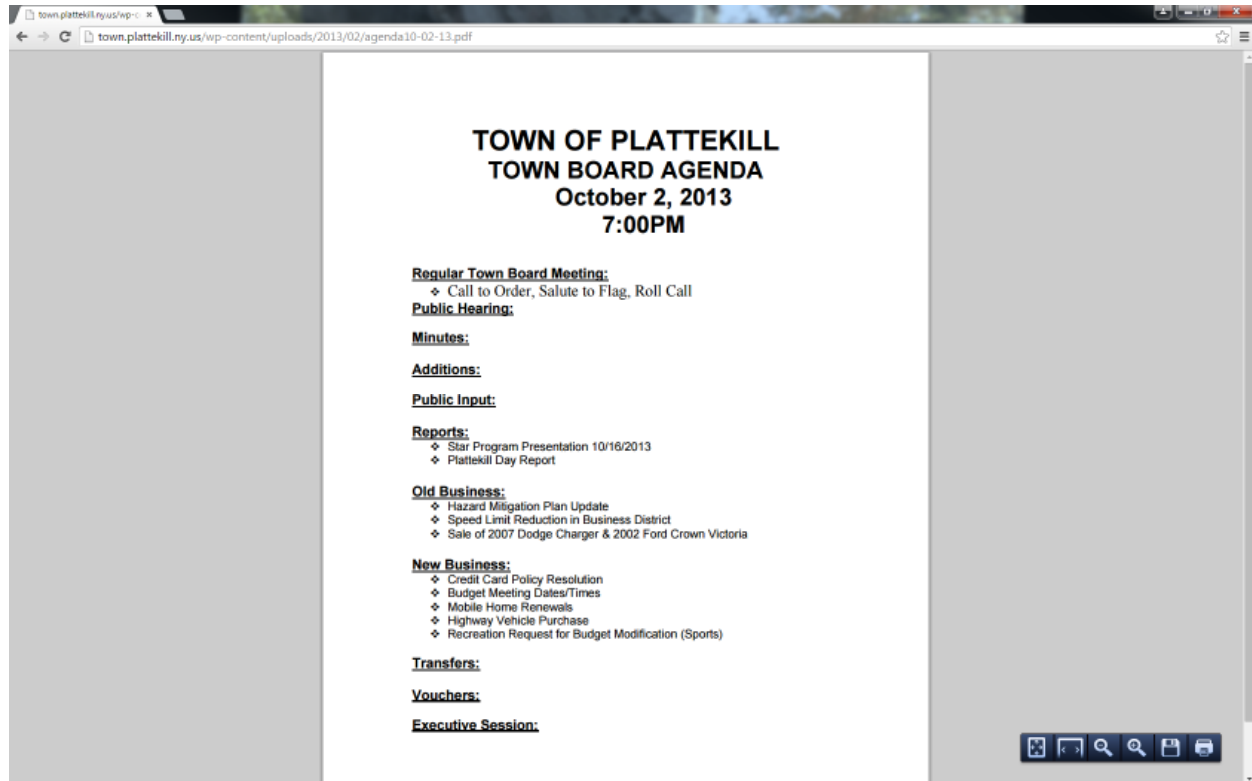 town.plattekill.ny.us/wp-c
town.plattekill.ny.us/wp-content/uploads/2013/02/agenda10-02-13.pdf
TOWN OF PLATTEKILL
TOWN BOARD AGENDA
October 2, 2013
7:00PM
Regular Town Board Meeting:
❖ Call to Order, Salute to Flag, Roll Call
Public Hearing:
Minutes:
Additions:
Public Input:
Reports:
❖ Star Program Presentation 10/16/2013
❖ Plattekill Day Report
Old Business:
❖ Hazard Mitigation Plan Update
❖ Speed Limit Reduction in Business District
❖ Sale of 2007 Dodge Charger & 2002 Ford Crown Victoria
New Business:
❖ Credit Card Policy Resolution
❖ Budget Meeting Dates/Times
❖ Mobile Home Renewals
❖ Highway Vehicle Purchase
❖ Recreation Request for Budget Modification (Sports)
Transfers:
Vouchers:
Executive Session: